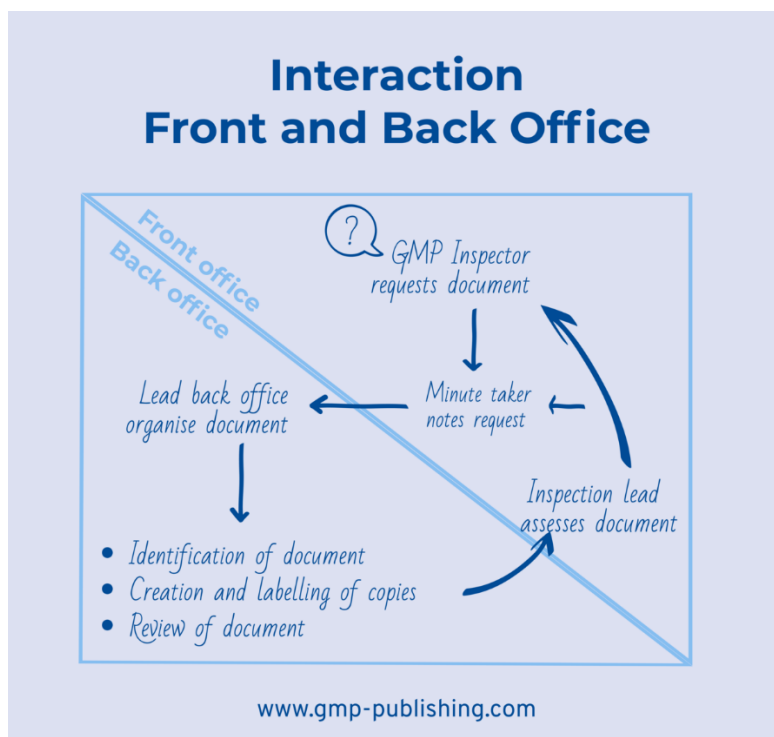 Interaction
Front and Back Office
Front office
Back office
?
GMP Inspector
requests document
Minute taker
notes request
Lead back office
organise document
Inspection lead
assesses document
• Identification of document
• Creation and labelling of copies
• Review of document
www.gmp-publishing.com